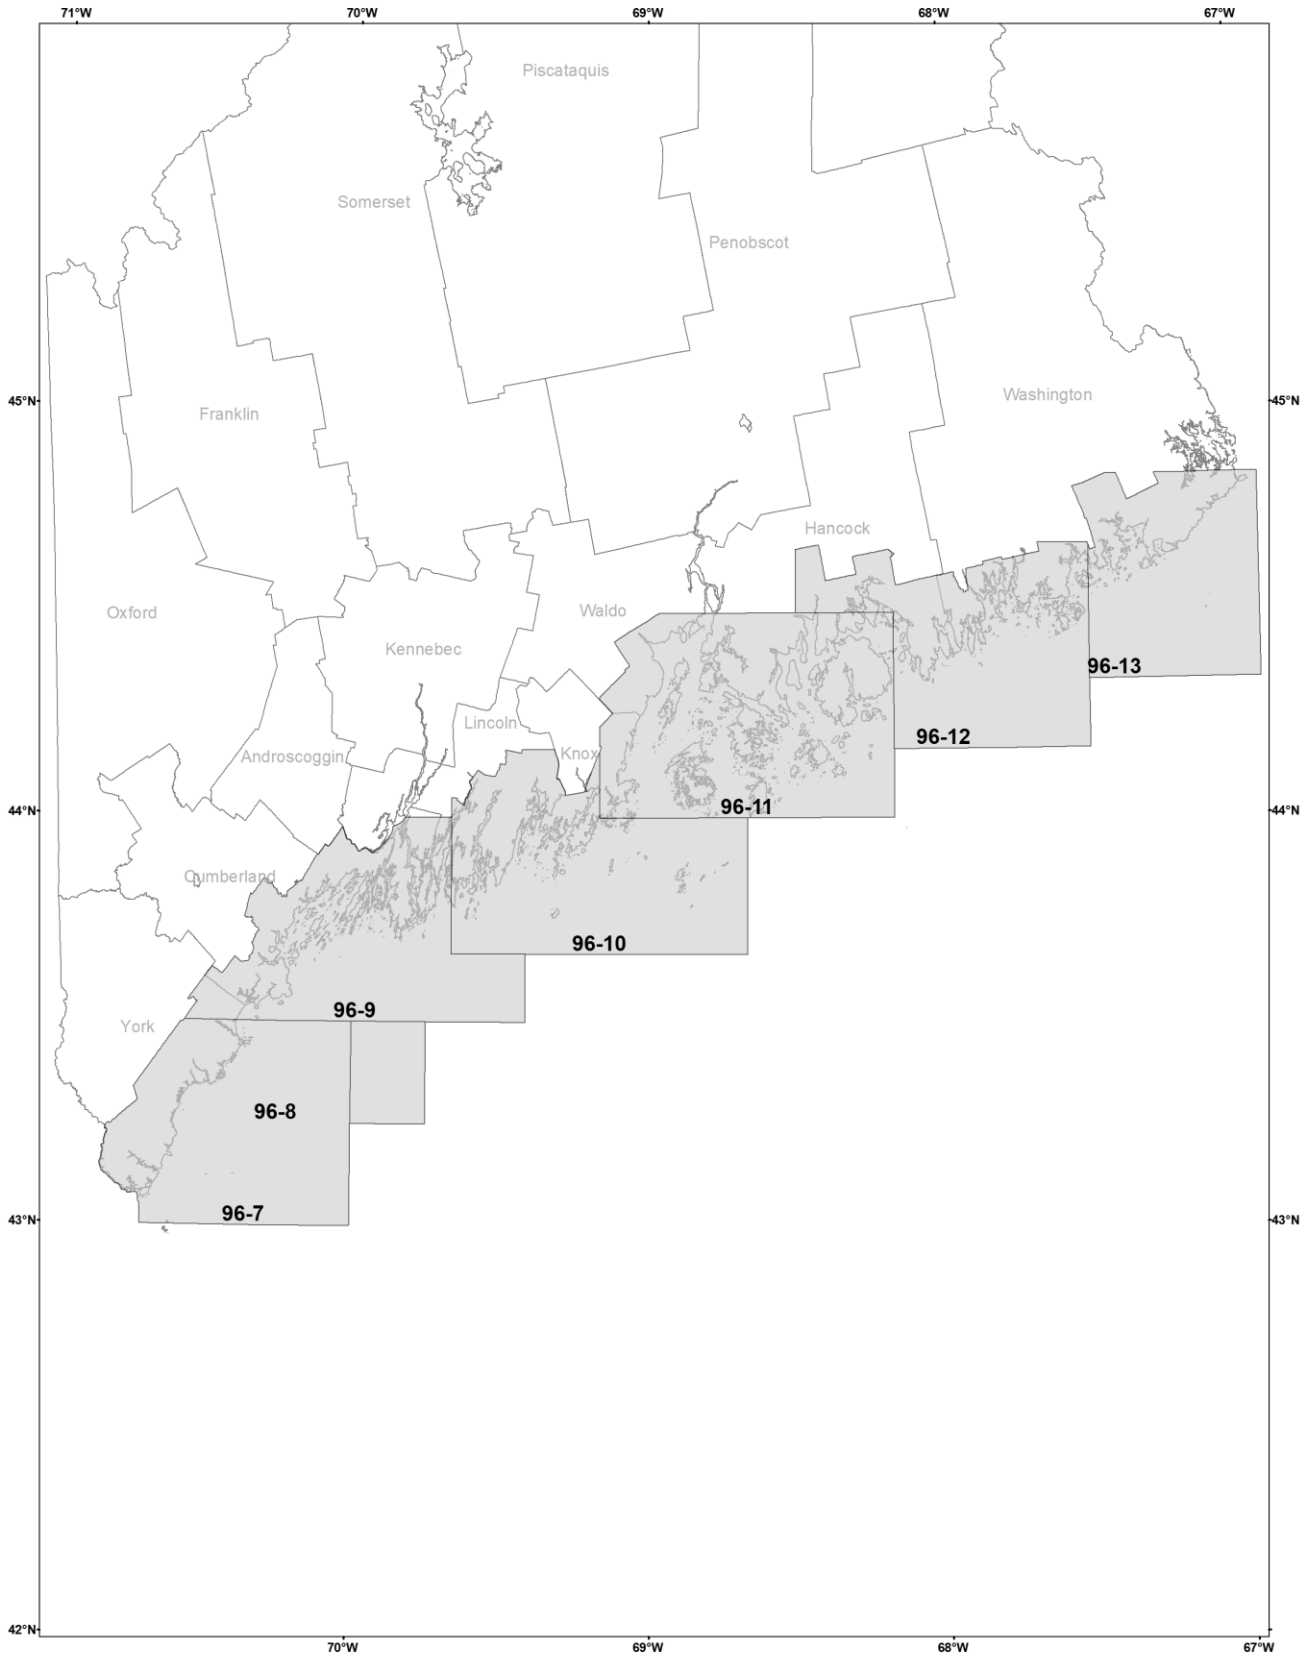 71°W 70°W 69°W 68°W 67°W
Piscataquis
Somerset
Penobscot
Washington
45°N 45°N
Franklin
Hancock
Oxford
Waldo
Kennebec
96-13
Lincoln
96-12
Knox
Androscoggin
96-11
44°N 44°N
Cumberland
96-10
96-9
York
96-8
96-7
43°N 43°N
42°N
70°W 69°W 68°W 67°W